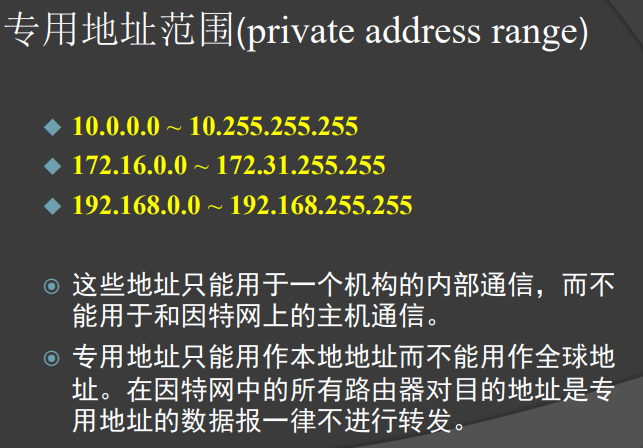 专用地址范围(private address range)
10.0.0.0 ~ 10.255.255.255
172.16.0.0 ~ 172.31.255.255
192.168.0.0 ~ 192.168.255.255
这些地址只能用于一个机构的内部通信，而不
能用于和因特网上的主机通信。
专用地址只能用作本地地址而不能用作全球地
址。在因特网中的所有路由器对目的地址是专
用地址的数据报一律不进行转发。